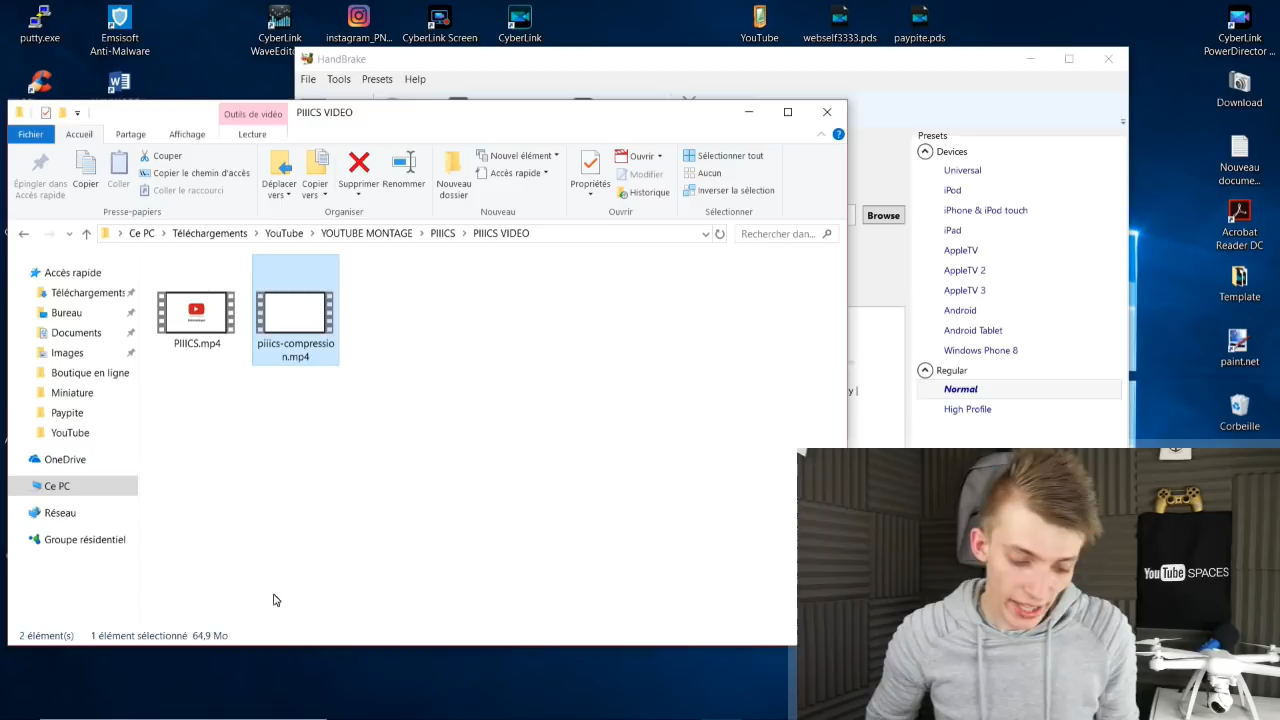 putty.exe
Emsisoft
Anti-Malware
CyberLink
WaveEdit
instagram_PN...
CyberLink Screen
CyberLink
YouTube
webself3333.pds
paypite.pds
CyberLink
PowerDirector ...
HandBrake
File Tools Presets Help
Outils de vidéo
PIIICS VIDEO
Fichier Accueil Partage Affichage Lecture
Épingler dans
Accès rapide
Copier
Coller
Couper
Copier le chemin d'accès
Coller le raccourci
Presse-papiers
Déplacer
vers
Copier
vers
Supprimer
Renommer
Organiser
Nouveau
dossier
Nouvel élément
Accès rapide
Nouveau
Propriétés
Ouvrir
Modifier
Historique
Ouvrir
Sélectionner tout
Aucun
Inverser la sélection
Sélectionner
Ce PC > Téléchargements > YouTube > YOUTUBE MONTAGE > PIIICS > PIIICS VIDEO
Rechercher dan...
Accès rapide
Téléchargements
Bureau
Documents
Images
Boutique en ligne
Miniature
Paypite
YouTube
OneDrive
Ce PC
Réseau
Groupe résidentiel
PIIICS.mp4
piiics-compressio
n.mp4
2 élément(s) 1 élément sélectionné 64,9 Mo
Browse
Presets
Devices
Universal
iPod
iPhone & iPod touch
iPad
AppleTV
AppleTV 2
AppleTV 3
Android
Android Tablet
Windows Phone 8
Regular
Normal
High Profile
Download
Nouveau
docume...
Acrobat
Reader DC
Template
paint.net
Corbeille
YouTube SPACES